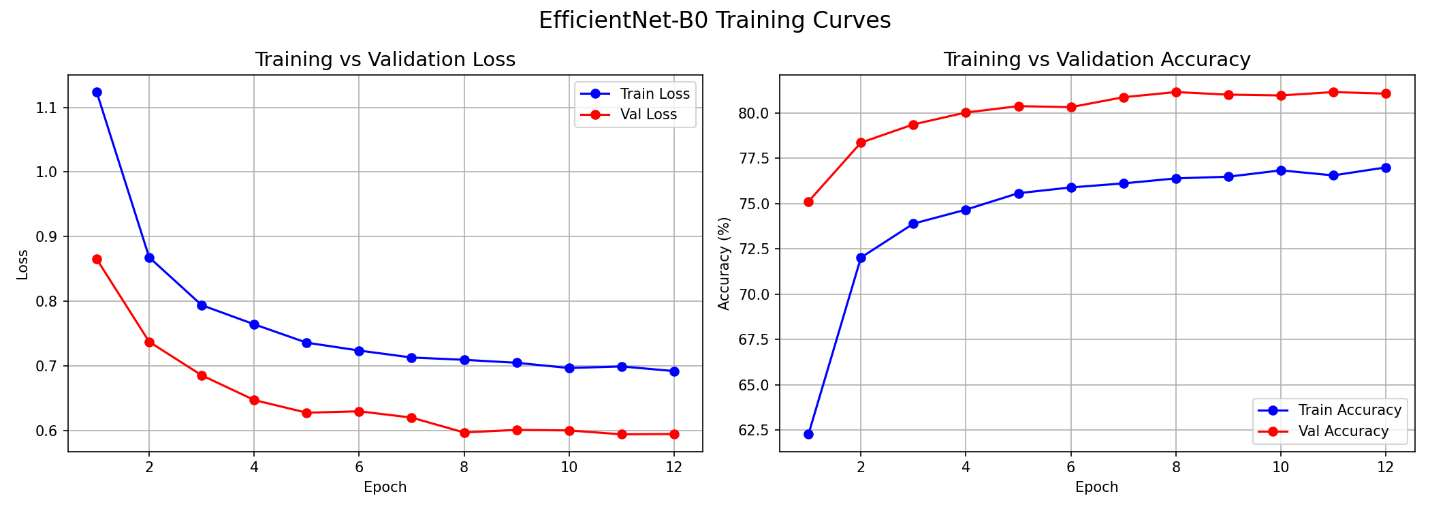 EfficientNet-B0 Training Curves
Training vs Validation Loss
Train Loss
Val Loss
1.1
1.0
0.9
0.8
0.7
0.6
Loss
2 4 6 8 10 12
Epoch
Training vs Validation Accuracy
80.0
77.5
75.0
72.5
70.0
67.5
65.0
62.5
Accuracy (%)
Train Accuracy
Val Accuracy
2 4 6 8 10 12
Epoch